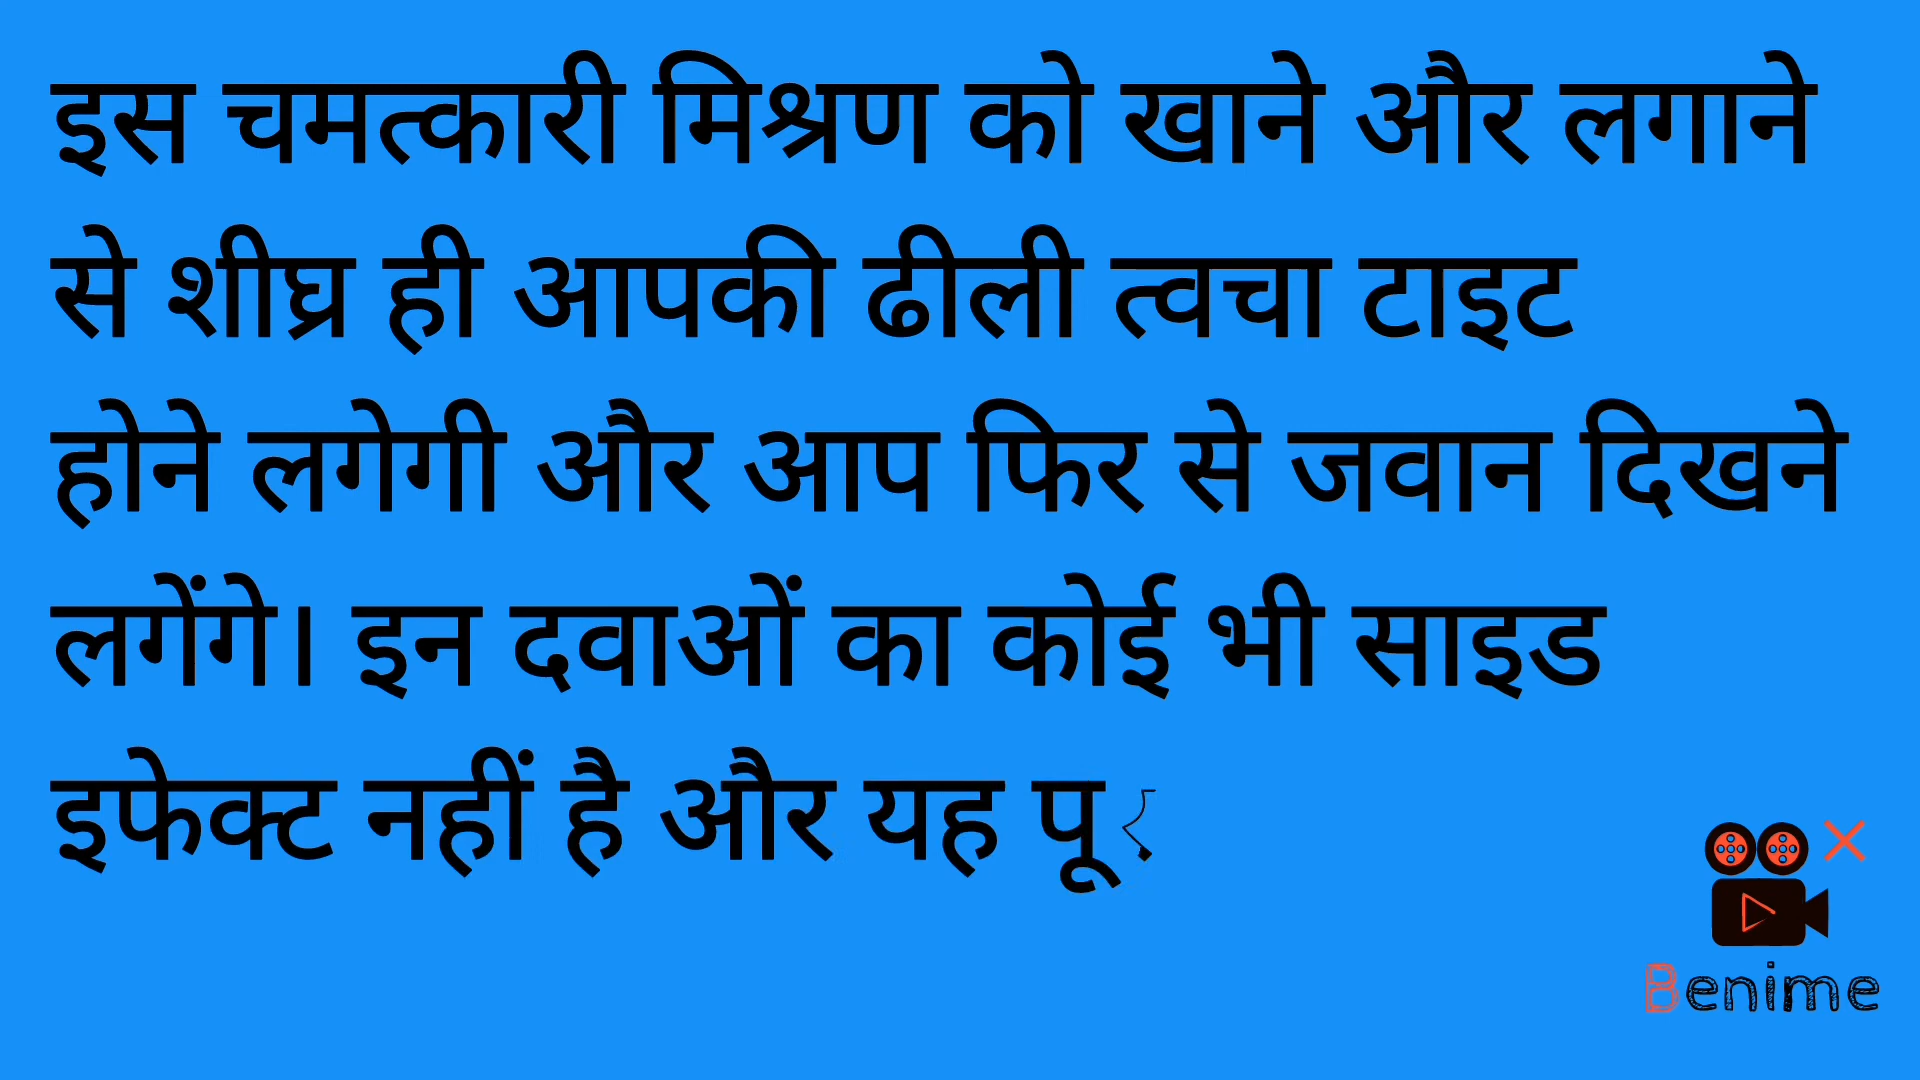 इस चमत्कारी मिश्रण को खाने और लगाने
से शीघ्र ही आपकी ढीली त्वचा टाइट
होने लगेगी और आप फिर से जवान दिखने
लगेंगे। इन दवाओं का कोई भी साइड
इफेक्ट नहीं है और यह पू
Benime